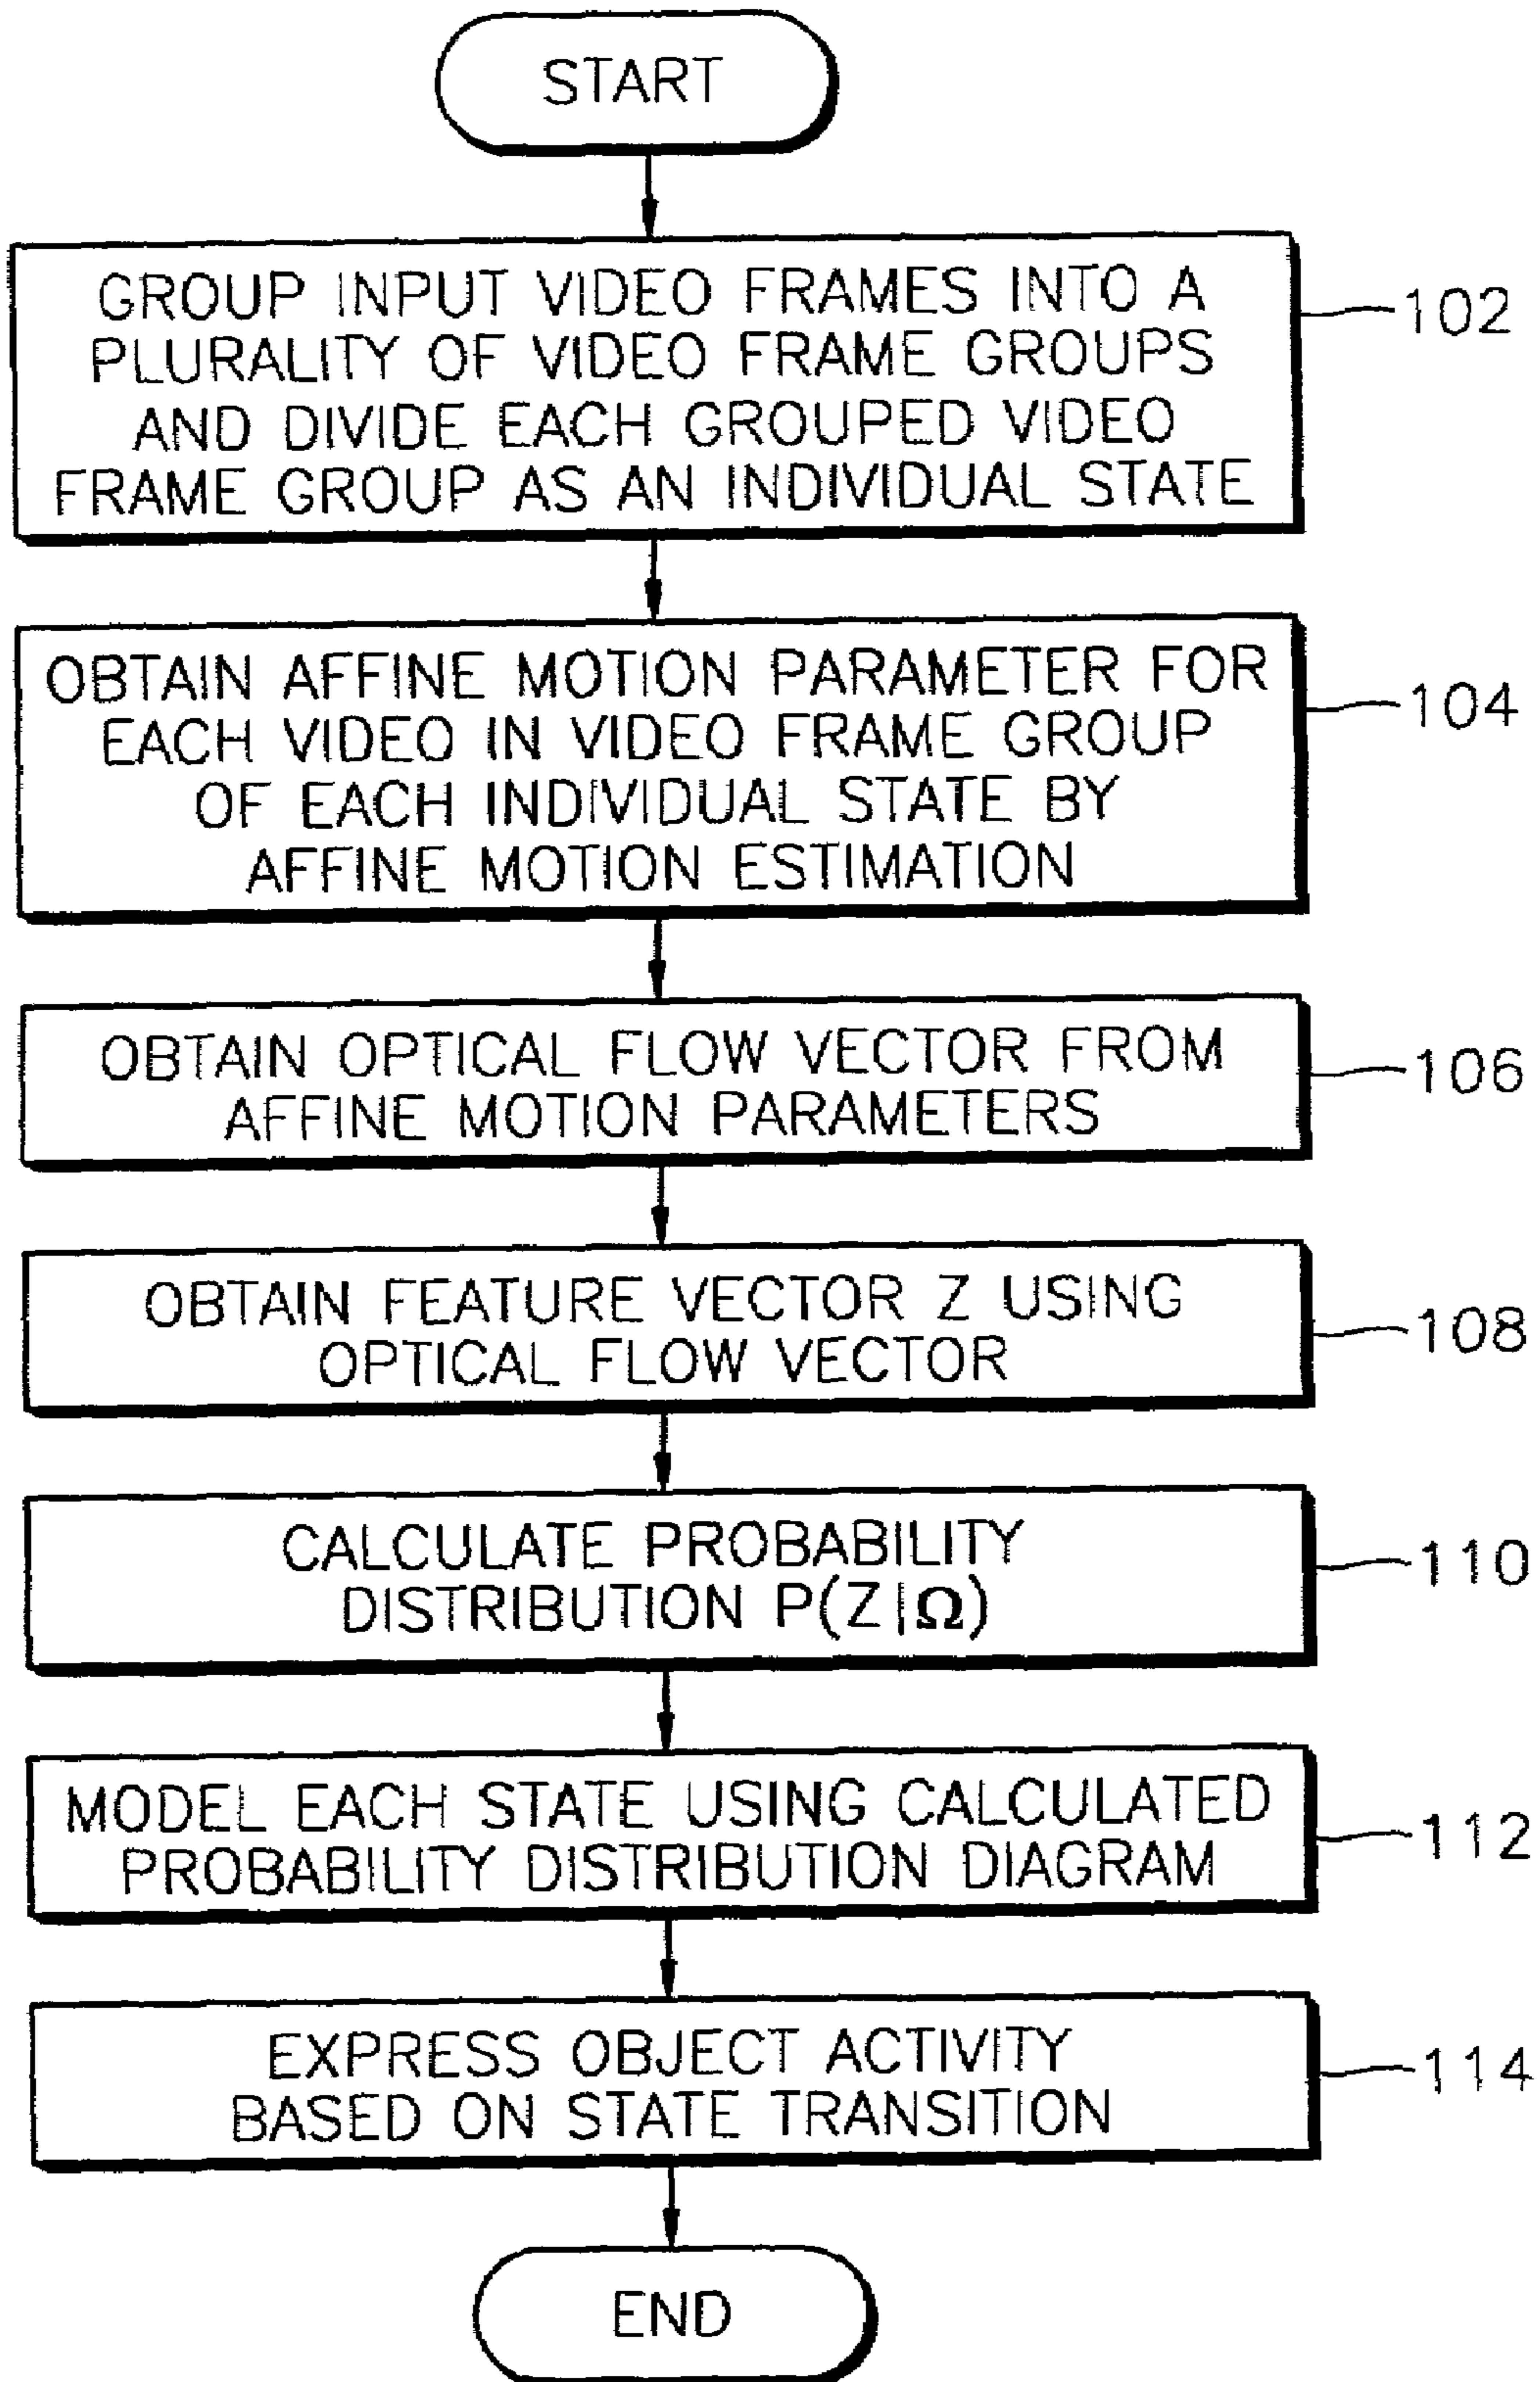 START
GROUP INPUT VIDEO FRAMES INTO A
PLURALITY OF VIDEO FRAME GROUPS
AND DIVIDE EACH GROUPED VIDEO
FRAME GROUP AS AN INDIVIDUAL STATE
102
OBTAIN AFFINE MOTION PARAMETER FOR
EACH VIDEO IN VIDEO FRAME GROUP
OF EACH INDIVIDUAL STATE BY
AFFINE MOTION ESTIMATION
104
OBTAIN OPTICAL FLOW VECTOR FROM
AFFINE MOTION PARAMETERS
106
OBTAIN FEATURE VECTOR Z USING
OPTICAL FLOW VECTOR
108
CALCULATE PROBABILITY
DISTRIBUTION P(Z|Ω)
110
MODEL EACH STATE USING CALCULATED
PROBABILITY DISTRIBUTION DIAGRAM
112
EXPRESS OBJECT ACTIVITY
BASED ON STATE TRANSITION
114
END